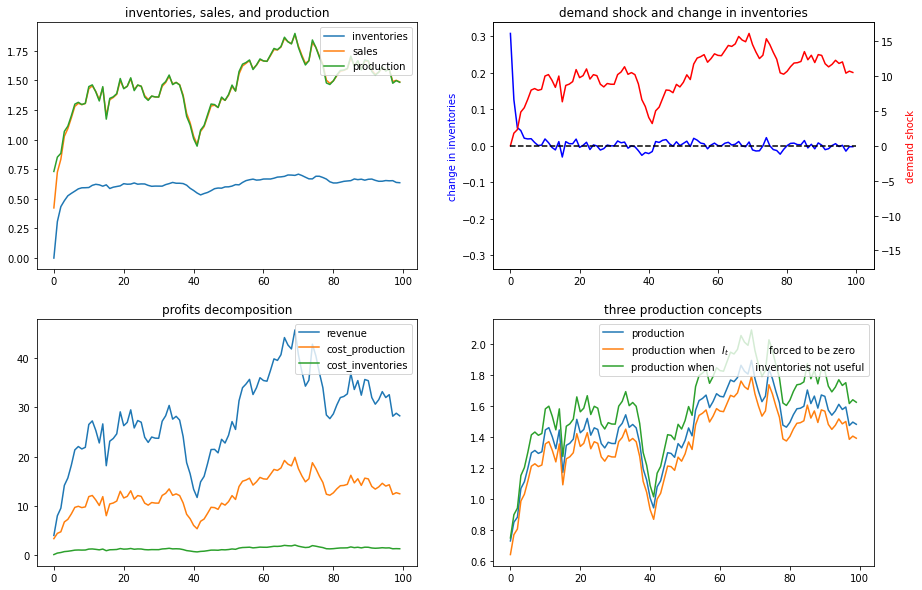 inventories, sales, and production
inventories
sales
production
1.75
1.50
1.25
1.00
0.75
0.50
0.25
0.00
0 20 40 60 80 100
demand shock and change in inventories
change in inventories
0.3
0.2
0.1
0.0
−0.1
−0.2
−0.3
15
10
5
0
−5
−10
−15
demand shock
0 20 40 60 80 100
profits decomposition
revenue
cost_production
cost_inventories
40
30
20
10
0
0 20 40 60 80 100
three production concepts
production
production when I_t forced to be zero
production when inventories not useful
2.0
1.8
1.6
1.4
1.2
1.0
0.8
0.6
0 20 40 60 80 100